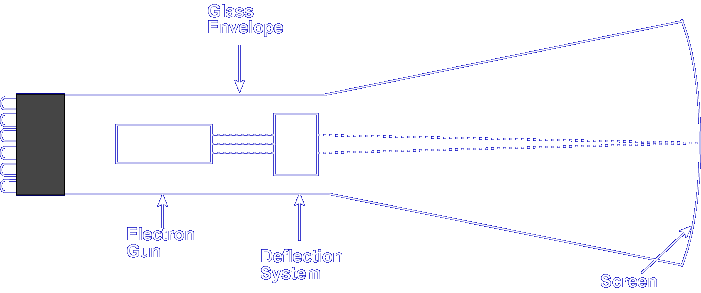 Glass
Envelope
Electron
Gun
Deflection
System
Screen